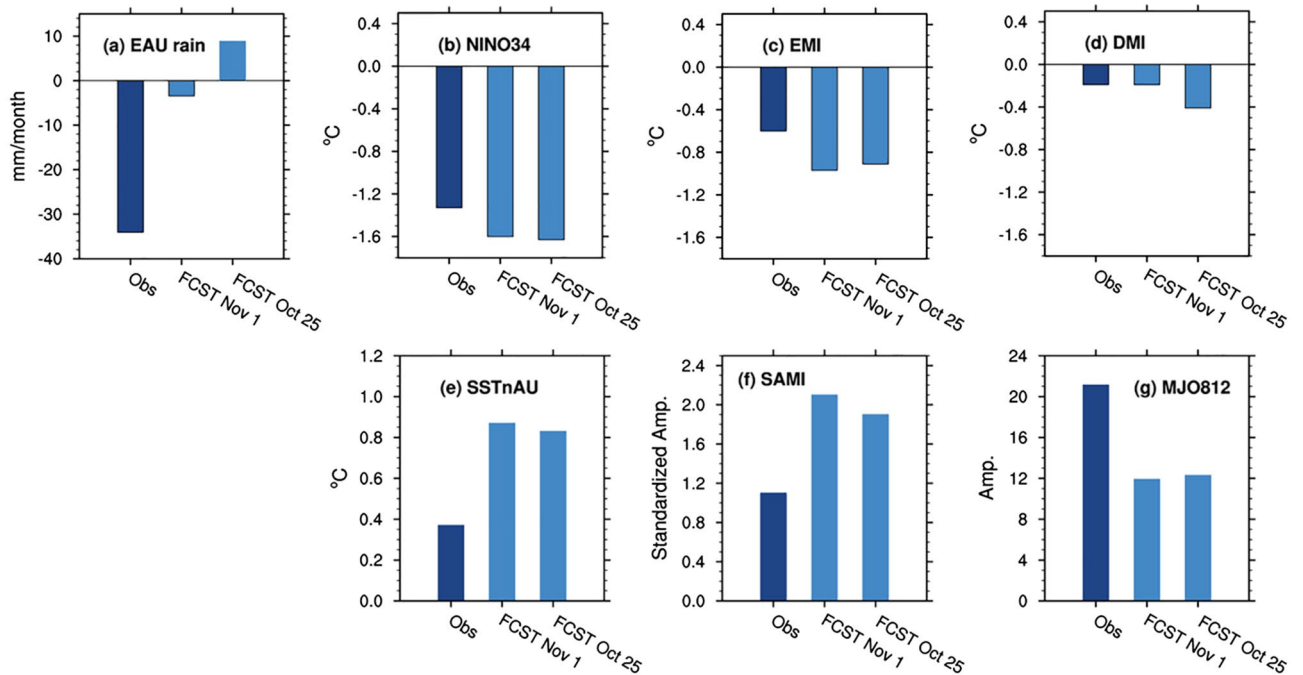 (a) EAU rain
mm/month
10
0
-10
-20
-30
-40
Obs
FCST Nov 1
FCST Oct 25
(b) NINO34
ºC
0.4
0.0
-0.4
-0.8
-1.2
-1.6
Obs
FCST Nov 1
FCST Oct 25
(c) EMI
ºC
0.4
0.0
-0.4
-0.8
-1.2
-1.6
Obs
FCST Nov 1
FCST Oct 25
(d) DMI
ºC
0.4
0.0
-0.4
-0.8
-1.2
-1.6
Obs
FCST Nov 1
FCST Oct 25
(e) SSTnAU
ºC
1.2
1.0
0.8
0.6
0.4
0.2
0.0
Obs
FCST Nov 1
FCST Oct 25
(f) SAMI
Standardized Amp.
2.4
2.0
1.6
1.2
0.8
0.4
0.0
Obs
FCST Nov 1
FCST Oct 25
(g) MJO812
Amp.
24
20
16
12
8
4
0
Obs
FCST Nov 1
FCST Oct 25